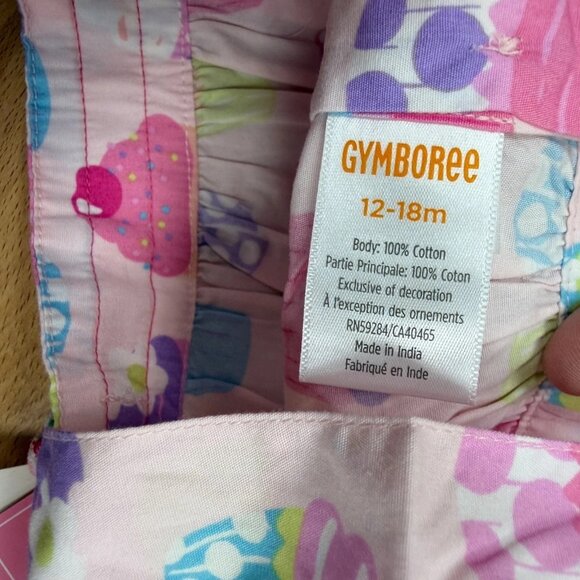 GYMBOREE
12-18m
Body: 100% Cotton
Partie Principale: 100% Coton
Exclusive of decoration
À l'exception des ornements
RN59284/CA40465
Made in India
Fabriqué en Inde